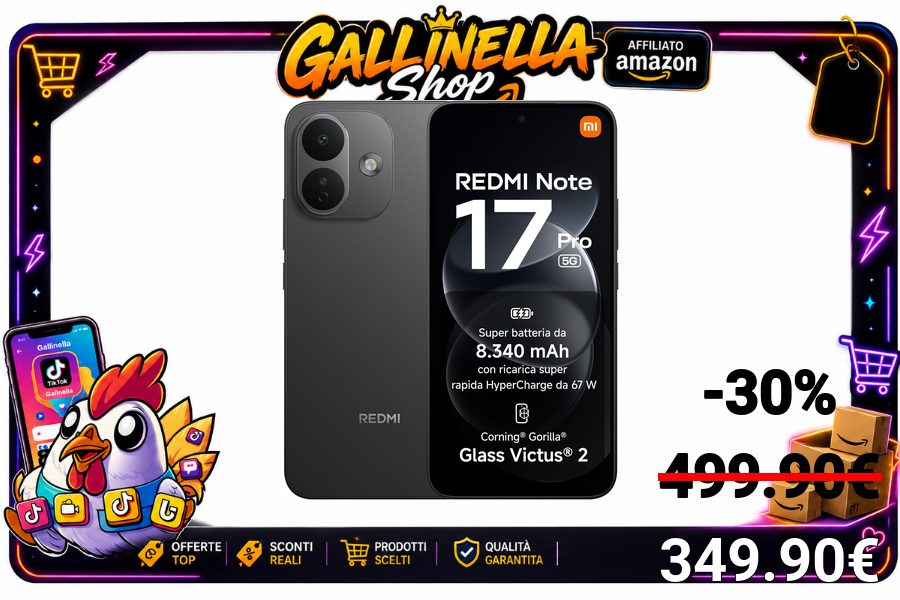 GALLINELLA
Shop
AFFILIATO
amazon
REDMI Note
17
Pro
5G
Super batteria da
8.340 mAh
con ricarica super
rapida HyperCharge da 67 W
Corning® Gorilla®
Glass Victus® 2
REDMI
Gallinella
TikTok
Gallinella
-30%
499.90€
349.90€
OFFERTE
TOP
SCONTI
REALI
PRODOTTI
SCELTI
QUALITÀ
GARANTITA